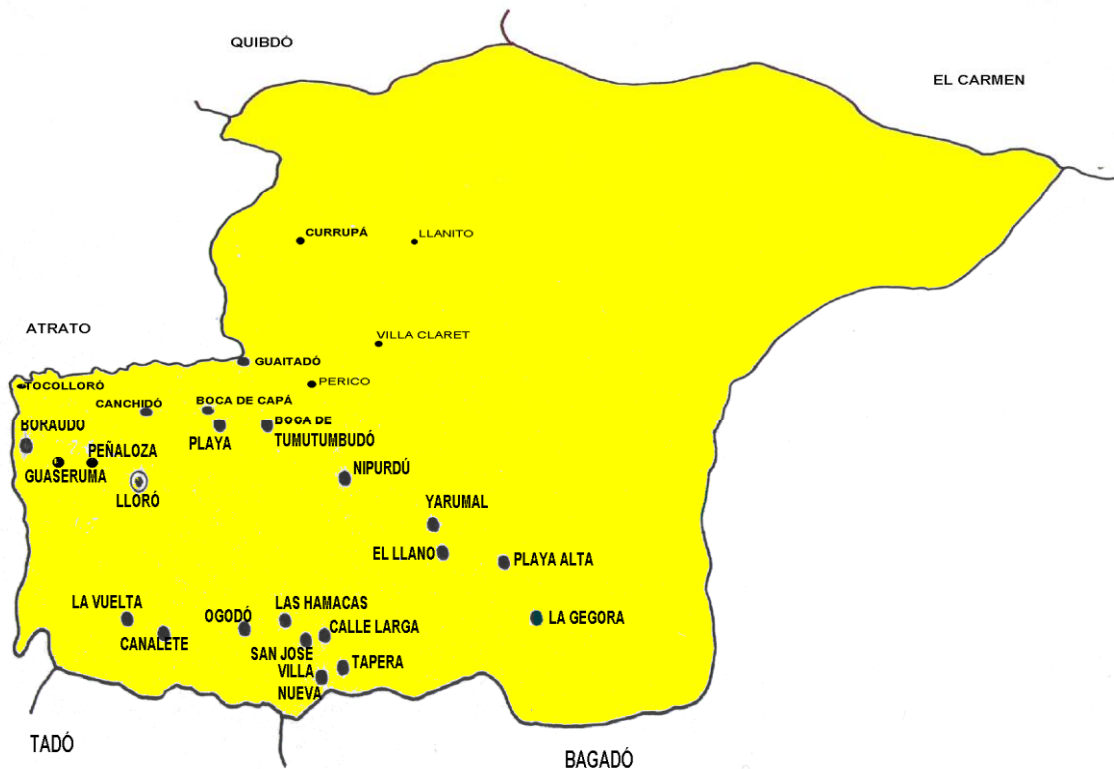 QUIBDÓ
EL CARMEN
CURRUPÁ
LLANITO
ATRATO
VILLA CLARET
GUAITADÓ
TOCOLLORÓ
PERICO
CANCHIDÓ
BOCA DE CAPÁ
BORAUDO
PLAYA
BOCA DE
TUMUTUMBUDÓ
PEÑALOZA
GUASERUMA
NIPURDÚ
LLORÓ
YARUMAL
EL LLANO
PLAYA ALTA
LA VUELTA
LAS HAMACAS
OGODÓ
LA GEGORA
CANALETE
CALLE LARGA
SAN JOSE
TAPERA
VILLA
NUEVA
TADÓ
BAGADÓ